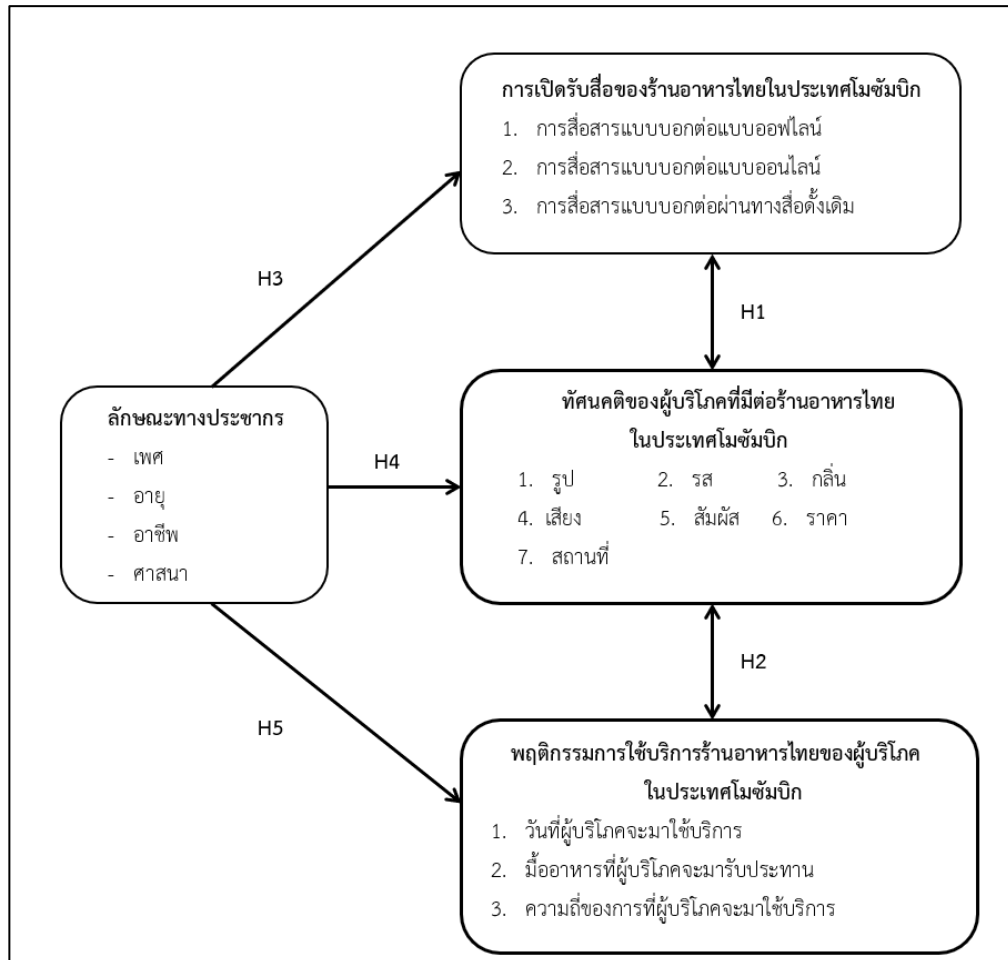 การเปิดรับสื่อของร้านอาหารไทยในประเทศโมซัมบิก
1. การสื่อสารแบบบอกต่อแบบออฟไลน์
2. การสื่อสารแบบบอกต่อแบบออนไลน์
3. การสื่อสารแบบบอกต่อผ่านทางสื่อดั้งเดิม
H3
H1
ลักษณะทางประชากร
- เพศ
- อายุ
- อาชีพ
- ศาสนา
H4
ทัศนคติของผู้บริโภคที่มีต่อร้านอาหารไทย
ในประเทศโมซัมบิก
1. รูป 2. รส 3. กลิ่น
4. เสียง 5. สัมผัส 6. ราคา
7. สถานที่
H2
H5
พฤติกรรมการใช้บริการร้านอาหารไทยของผู้บริโภค
ในประเทศโมซัมบิก
1. วันที่ผู้บริโภคจะมาใช้บริการ
2. มื้ออาหารที่ผู้บริโภคจะมารับประทาน
3. ความถี่ของการที่ผู้บริโภคจะมาใช้บริการ